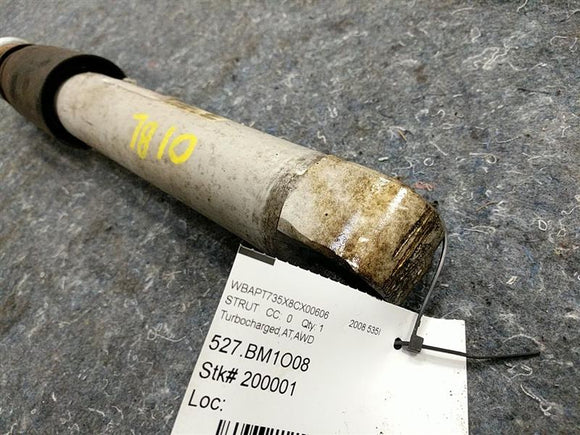 7810
WBAPT735X8CX00606 2008 535I
STRUT CC: 0 Qty: 1
Turbocharged,AT,AWD
527.BM1O08
Stk# 200001
Loc: